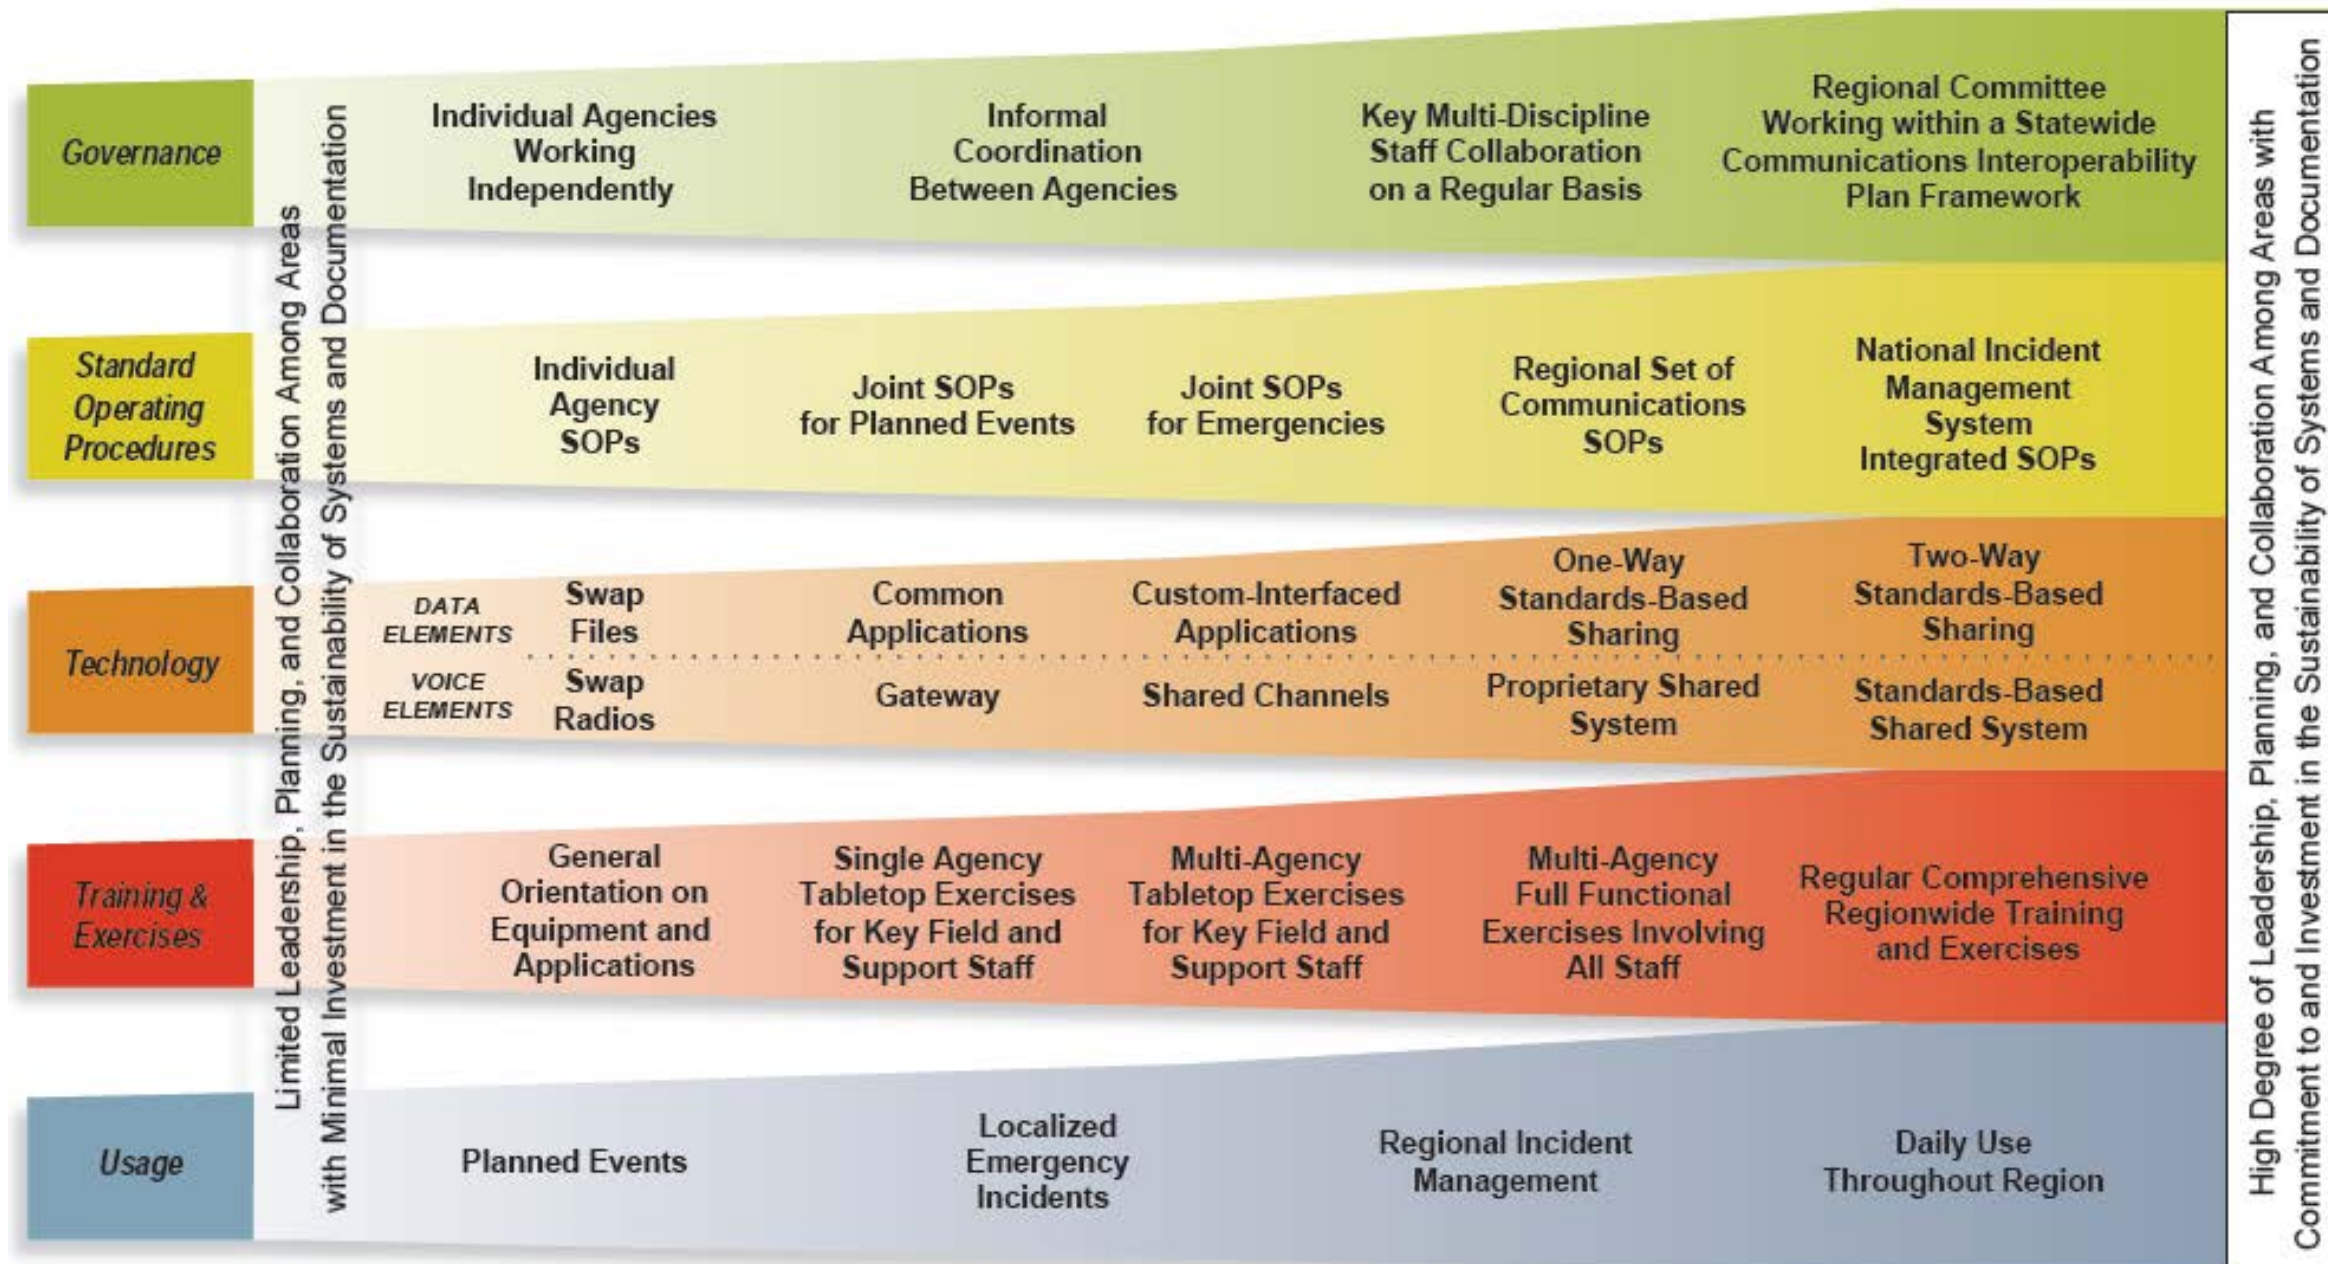 Governance
Individual Agencies
Working
Independently
Informal
Coordination
Between Agencies
Key Multi-Discipline
Staff Collaboration
on a Regular Basis
Regional Committee
Working within a Statewide
Communications Interoperability
Plan Framework
Standard
Operating
Procedures
Individual
Agency
SOPs
Joint SOPs
for Planned Events
Joint SOPs
for Emergencies
Regional Set of
Communications
SOPs
National Incident
Management
System
Integrated SOPs
Technology
DATA
ELEMENTS
Swap
Files
Common
Applications
Custom-Interfaced
Applications
One-Way
Standards-Based
Sharing
Two-Way
Standards-Based
Sharing
VOICE
ELEMENTS
Swap
Radios
Gateway
Shared Channels
Proprietary Shared
System
Standards-Based
Shared System
Training &
Exercises
General
Orientation on
Equipment and
Applications
Single Agency
Tabletop Exercises
for Key Field and
Support Staff
Multi-Agency
Tabletop Exercises
for Key Field and
Support Staff
Multi-Agency
Full Functional
Exercises Involving
All Staff
Regular Comprehensive
Regionwide Training
and Exercises
Usage
Planned Events
Localized
Emergency
Incidents
Regional Incident
Management
Daily Use
Throughout Region
Limited Leadership, Planning, and Collaboration Among Areas
with Minimal Investment in the Sustainability of Systems and Documentation
High Degree of Leadership, Planning, and Collaboration Among Areas with
Commitment to and Investment in the Sustainability of Systems and Documentation